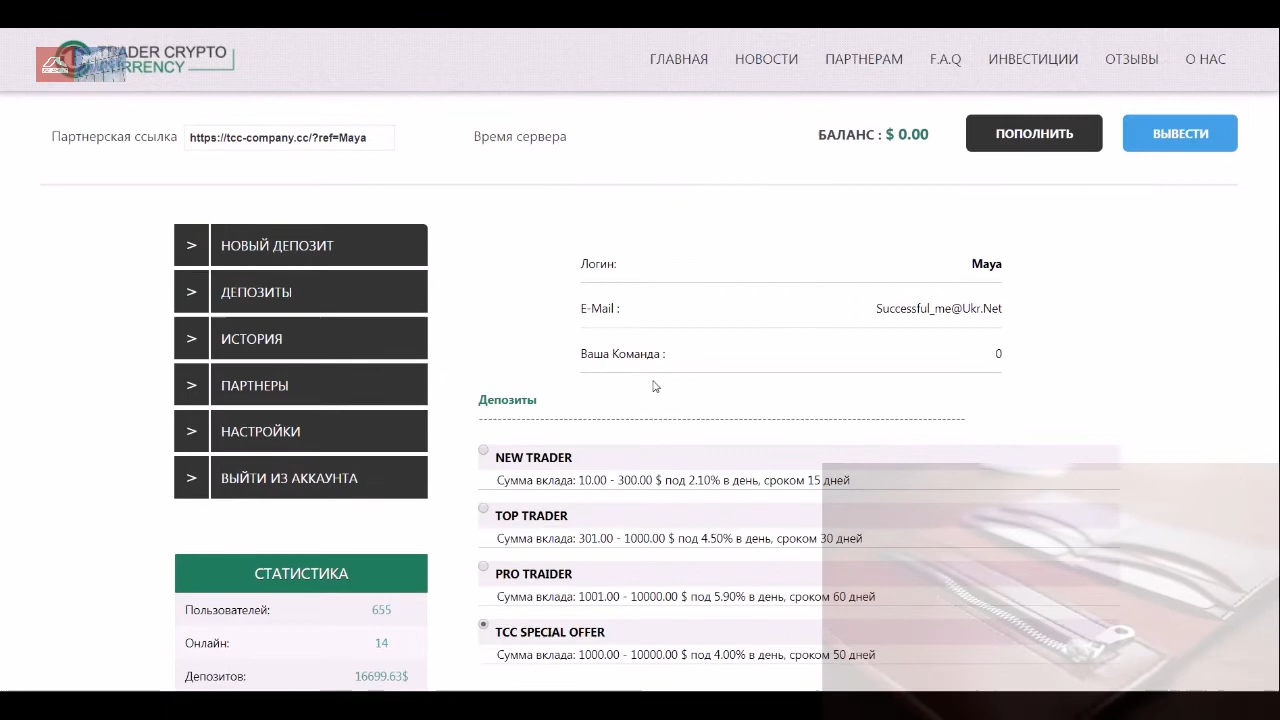 TRADER CRYPTO
CURRENCY
ГЛАВНАЯ НОВОСТИ ПАРТНЕРАМ F.A.Q ИНВЕСТИЦИИ ОТЗЫВЫ О НАС
Партнерская ссылка https://tcc-company.cc/?ref=Maya Время сервера БАЛАНС : $ 0.00 ПОПОЛНИТЬ ВЫВЕСТИ
> НОВЫЙ ДЕПОЗИТ
> ДЕПОЗИТЫ
> ИСТОРИЯ
> ПАРТНЕРЫ
> НАСТРОЙКИ
> ВЫЙТИ ИЗ АККАУНТА
СТАТИСТИКА
Пользователей: 655
Онлайн: 14
Депозитов: 16699.63$
Логин: Maya
E-Mail : Successful_me@Ukr.Net
Ваша Команда : 0
Депозиты
NEW TRADER
Сумма вклада: 10.00 - 300.00 $ под 2.10% в день, сроком 15 дней
TOP TRADER
Сумма вклада: 301.00 - 1000.00 $ под 4.50% в день, сроком 30 дней
PRO TRAIDER
Сумма вклада: 1001.00 - 10000.00 $ под 5.90% в день, сроком 60 дней
TCC SPECIAL OFFER
Сумма вклада: 1000.00 - 10000.00 $ под 4.00% в день, сроком 50 дней